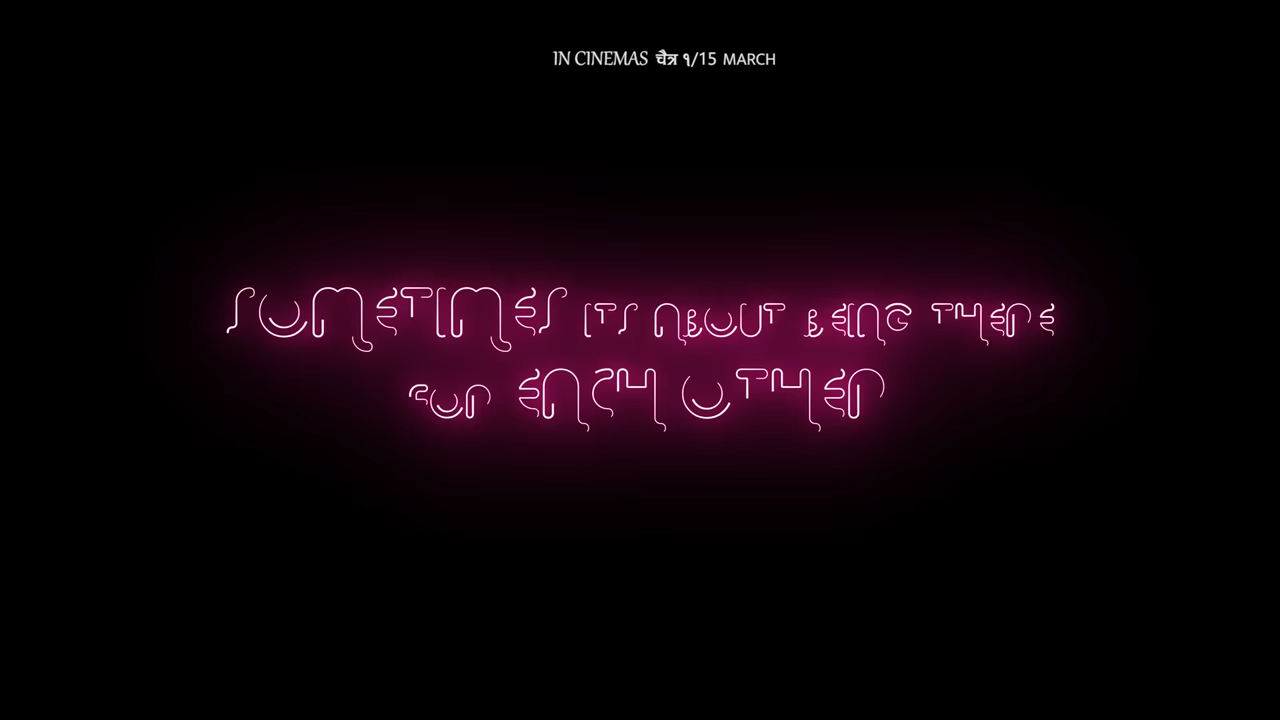 IN CINEMAS चैत्र १/15 MARCH
SOMETIMES ITS ABOUT BEING THERE
FOR EACH OTHER